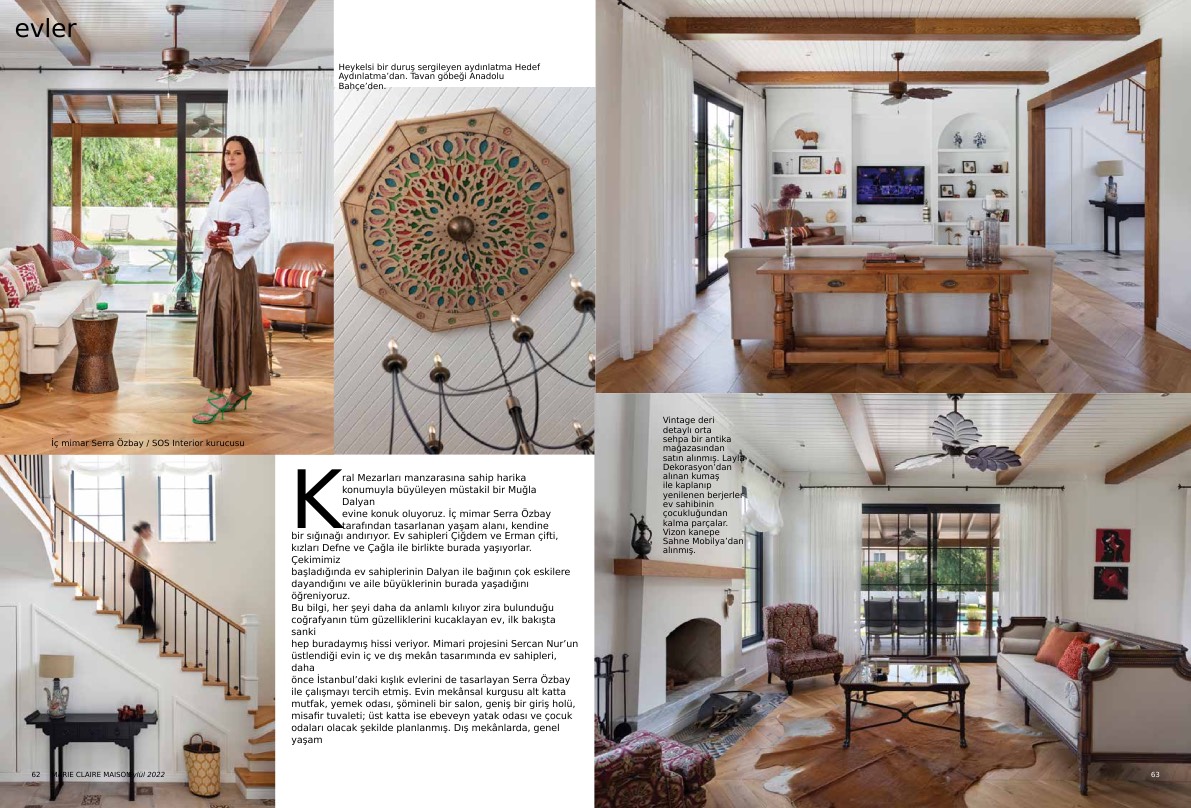 evler
Heykelsi bir duruş sergileyen aydınlatma Hedef
Aydınlatma’dan. Tavan göbeği Anadolu
Bahçe’den.
İç mimar Serra Özbay / SOS Interior kurucusu
Kral Mezarları manzarasına sahip harika
konumuyla büyüleyen müstakil bir Muğla
Dalyan
evine konuk oluyoruz. İç mimar Serra Özbay
tarafından tasarlanan yaşam alanı, kendine
bir sığınağı andırıyor. Ev sahipleri Çiğdem ve Erman çifti,
kızları Defne ve Çağla ile birlikte burada yaşıyorlar.
Çekimimiz
başladığında ev sahiplerinin Dalyan ile bağının çok eskilere
dayandığını ve aile büyüklerinin burada yaşadığını
öğreniyoruz.
Bu bilgi, her şeyi daha da anlamlı kılıyor zira bulunduğu
coğrafyanın tüm güzelliklerini kucaklayan ev, ilk bakışta
sanki
hep buradaymış hissi veriyor. Mimari projesini Sercan Nur’un
üstlendiği evin iç ve dış mekân tasarımında ev sahipleri,
daha
önce İstanbul’daki kışlık evlerini de tasarlayan Serra Özbay
ile çalışmayı tercih etmiş. Evin mekânsal kurgusu alt katta
mutfak, yemek odası, şömineli bir salon, geniş bir giriş holü,
misafir tuvaleti; üst katta ise ebeveyn yatak odası ve çocuk
odaları olacak şekilde planlanmış. Dış mekânlarda, genel
yaşam
Vintage deri
detaylı orta
sehpa bir antika
mağazasından
satın alınmış. Layla
Dekorasyon’dan
alınan kumaş
ile kaplanıp
yenilenen berjerler
ev sahibinin
çocukluğundan
kalma parçalar.
Vizon kanepe
Sahne Mobilya’dan
alınmış.
62 MARIE CLAIRE MAISON eylül 2022
63